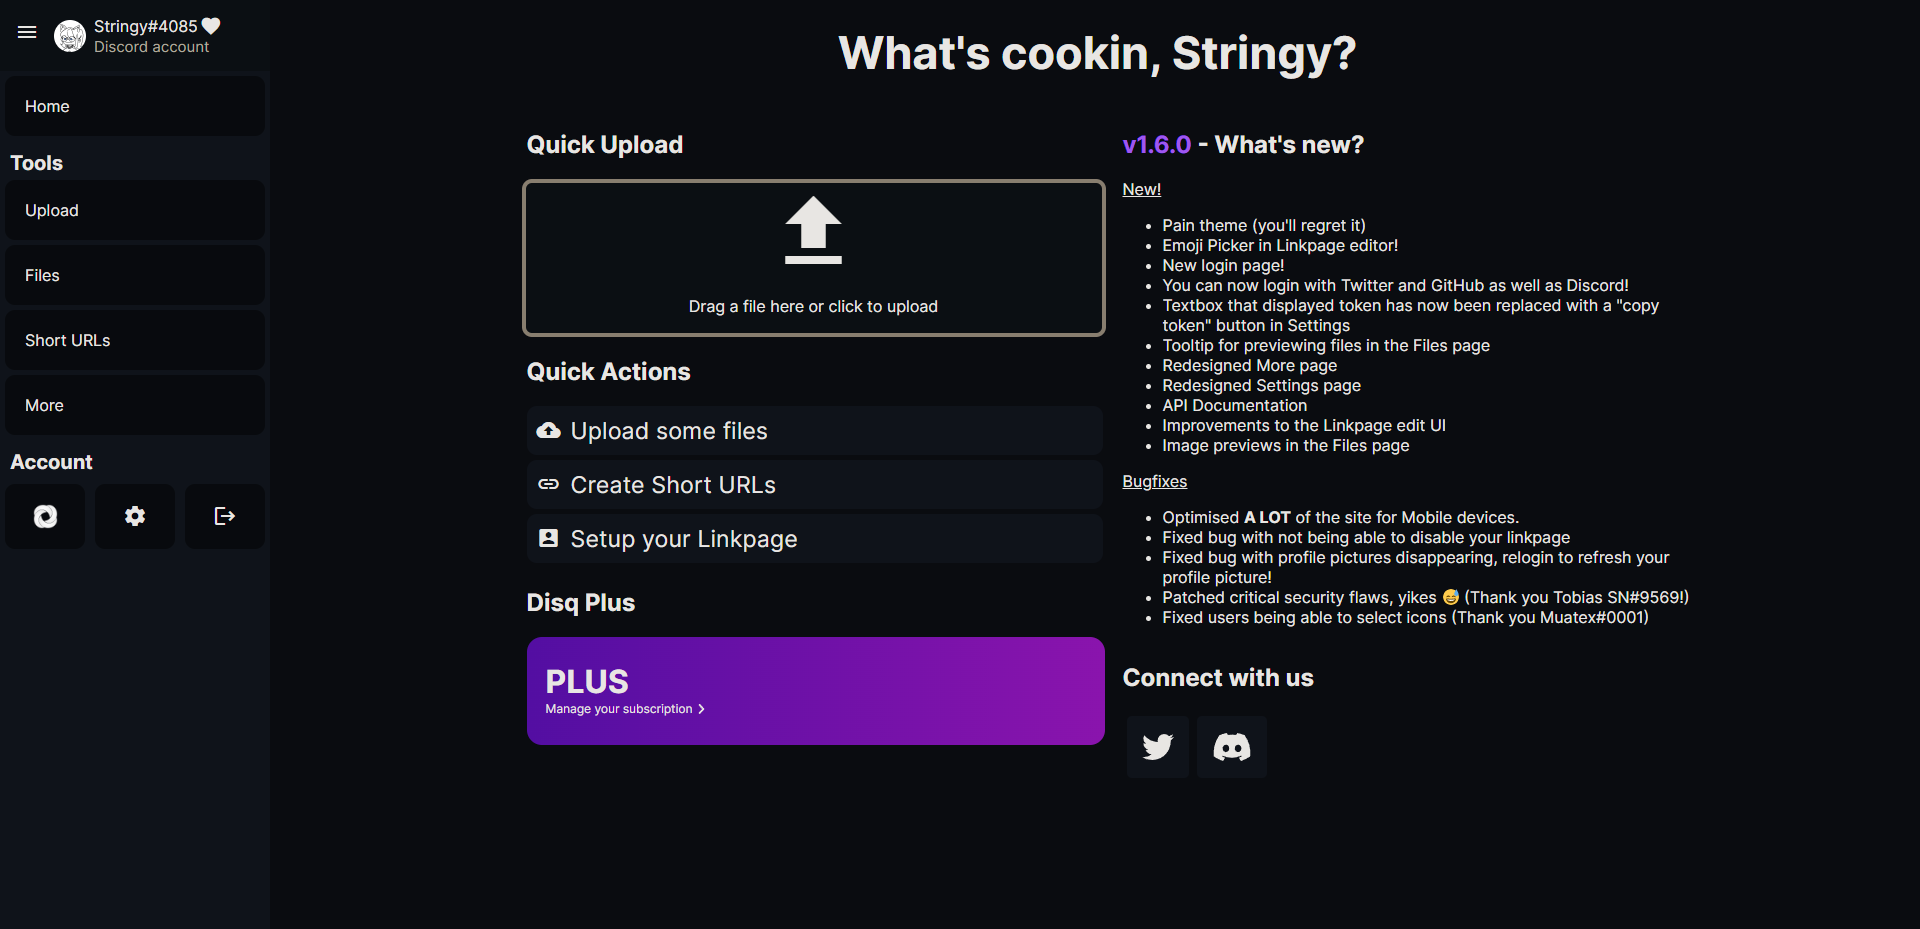 Stringy#4085
Discord account
Home
Tools
Upload
Files
Short URLs
More
Account
What's cookin, Stringy?
Quick Upload
Drag a file here or click to upload
Quick Actions
Upload some files
Create Short URLs
Setup your Linkpage
Disq Plus
PLUS
Manage your subscription
v1.6.0 - What's new?
New!
Pain theme (you'll regret it)
Emoji Picker in Linkpage editor!
New login page!
You can now login with Twitter and GitHub as well as Discord!
Textbox that displayed token has now been replaced with a "copy
token" button in Settings
Tooltip for previewing files in the Files page
Redesigned More page
Redesigned Settings page
API Documentation
Improvements to the Linkpage edit UI
Image previews in the Files page
Bugfixes
Optimised A LOT of the site for Mobile devices.
Fixed bug with not being able to disable your linkpage
Fixed bug with profile pictures disappearing, relogin to refresh your
profile picture!
Patched critical security flaws, yikes 😅 (Thank you Tobias SN#9569!)
Fixed users being able to select icons (Thank you Muatex#0001)
Connect with us